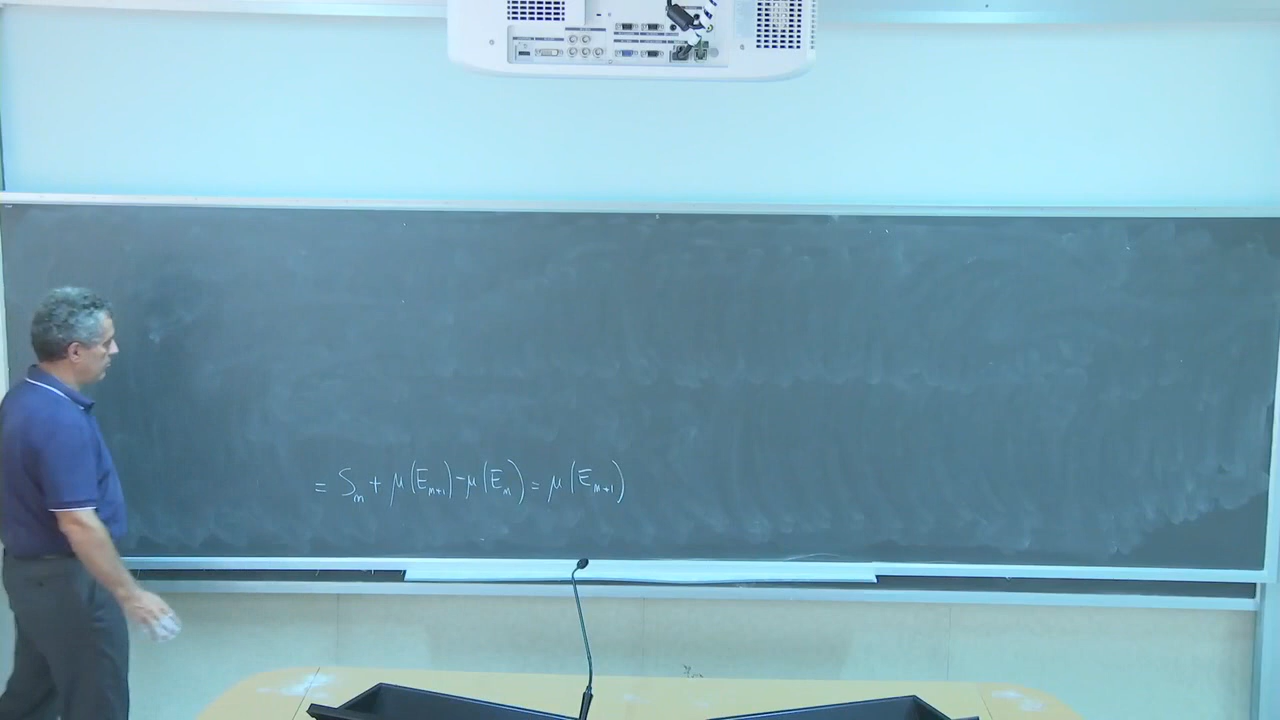 = S_m + μ(E_{m+1}) - μ(E_m) = μ(E_{m+1})